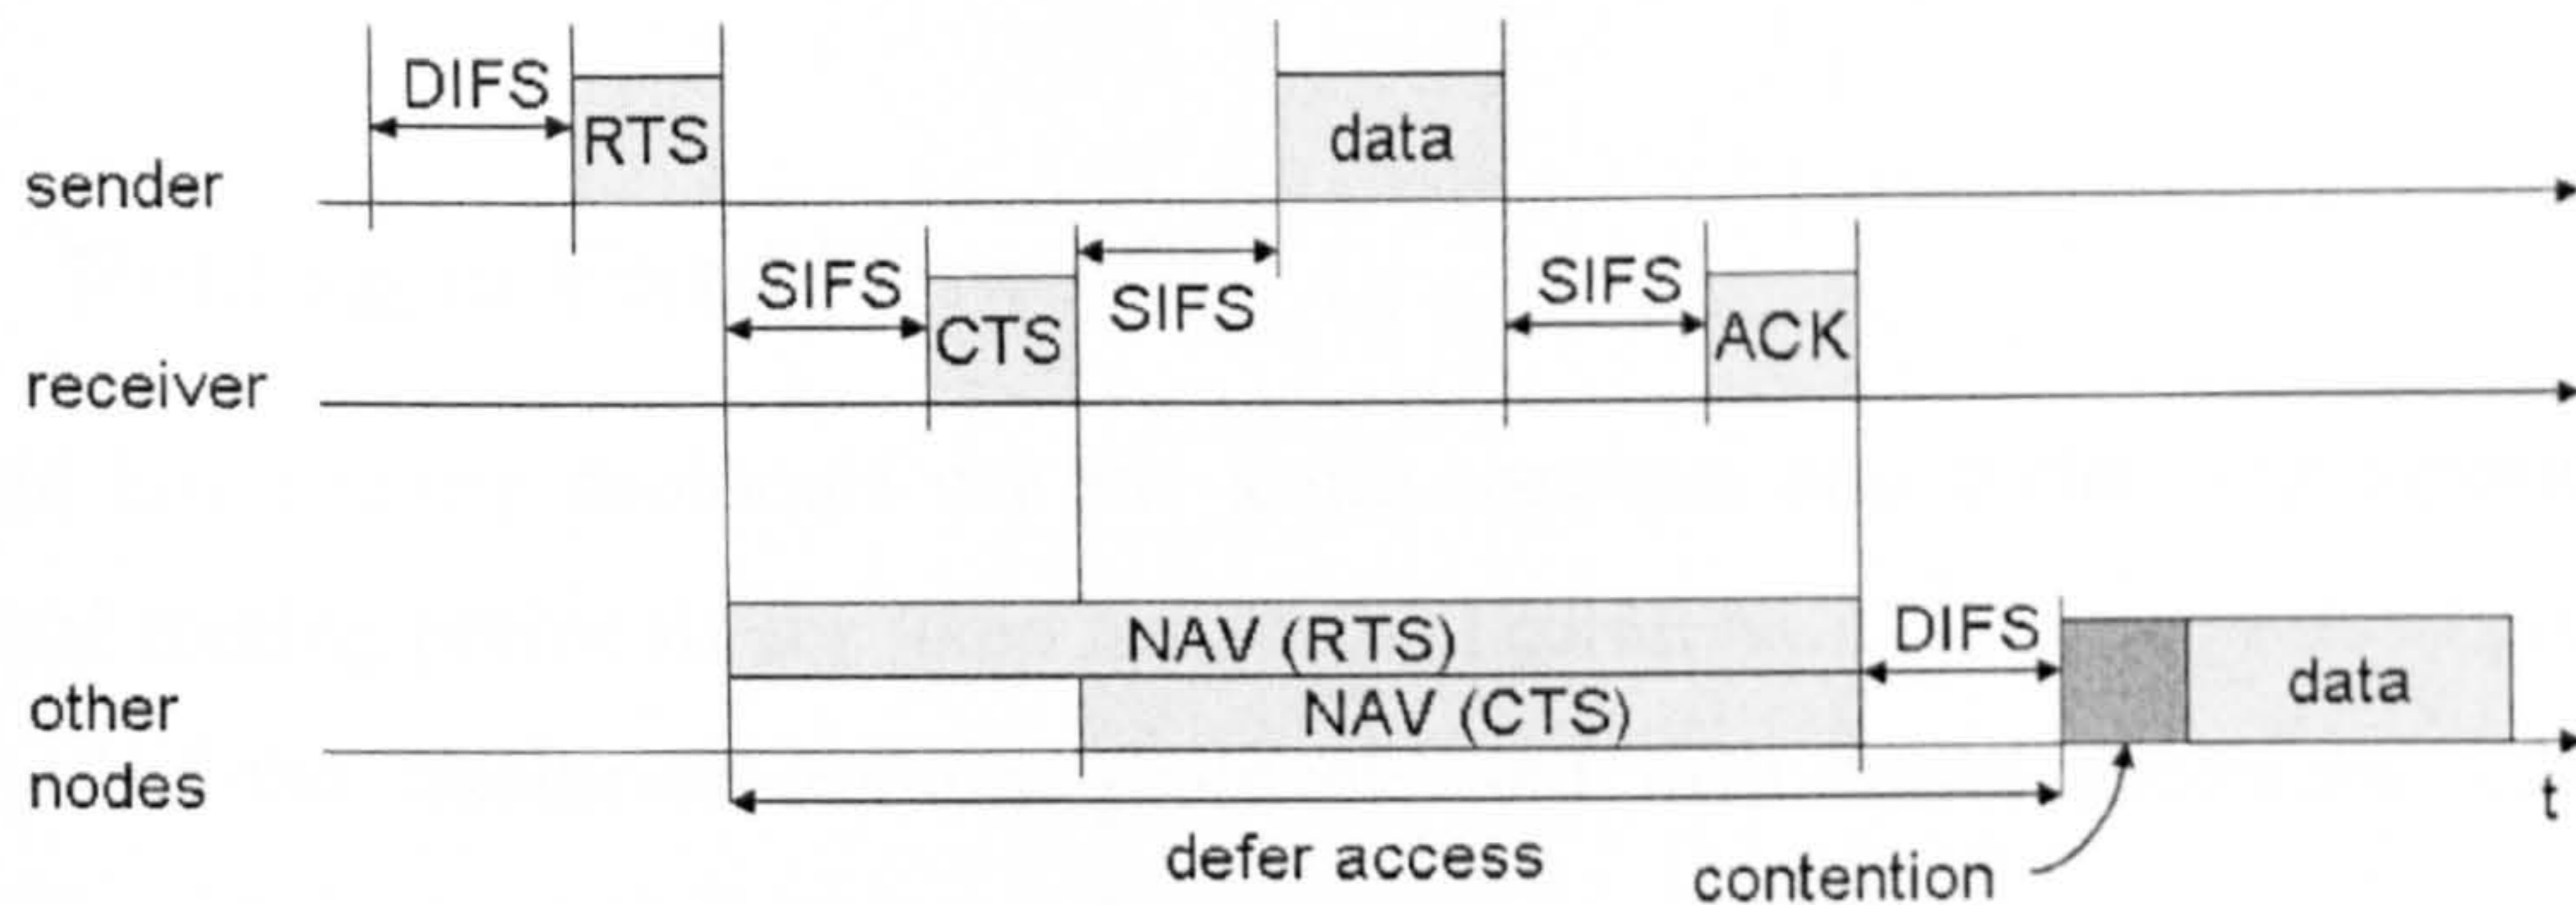 DIFS
RTS
data
sender
SIFS
CTS
SIFS
SIFS
ACK
receiver
NAV (RTS)
DIFS
NAV (CTS)
data
other
nodes
t
defer access
contention